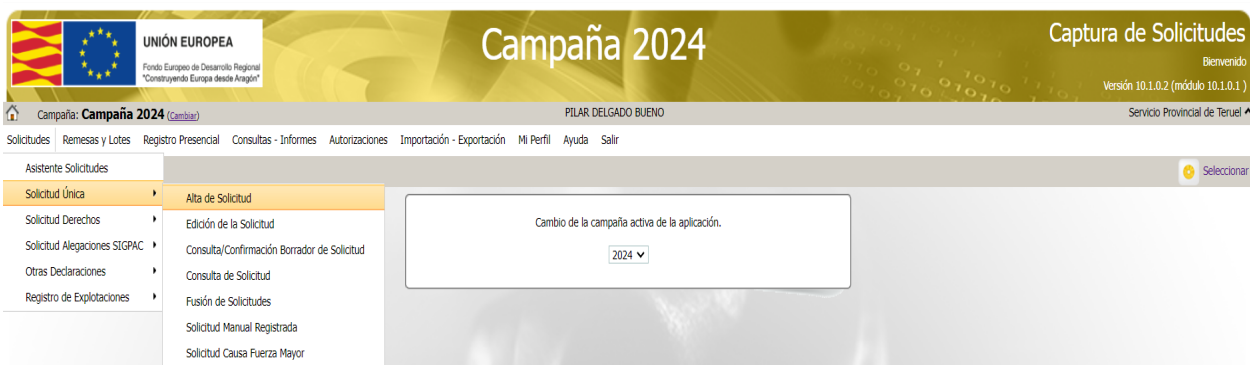 UNIÓN EUROPEA
Fondo Europeo de Desarrollo Regional
"Construyendo Europa desde Aragón"
Campaña 2024
Captura de Solicitudes
Bienvenido
Versión 10.1.0.2 (módulo 10.1.0.1 )
Campaña: Campaña 2024 (Cambiar)
PILAR DELGADO BUENO
Servicio Provincial de Teruel
Solicitudes Remesas y Lotes Registro Presencial Consultas - Informes Autorizaciones Importación - Exportación Mi Perfil Ayuda Salir
Seleccionar
Asistente Solicitudes
Solicitud Única
Solicitud Derechos
Solicitud Alegaciones SIGPAC
Otras Declaraciones
Registro de Explotaciones
Alta de Solicitud
Edición de la Solicitud
Consulta/Confirmación Borrador de Solicitud
Consulta de Solicitud
Fusión de Solicitudes
Solicitud Manual Registrada
Solicitud Causa Fuerza Mayor
Cambio de la campaña activa de la aplicación.
2024